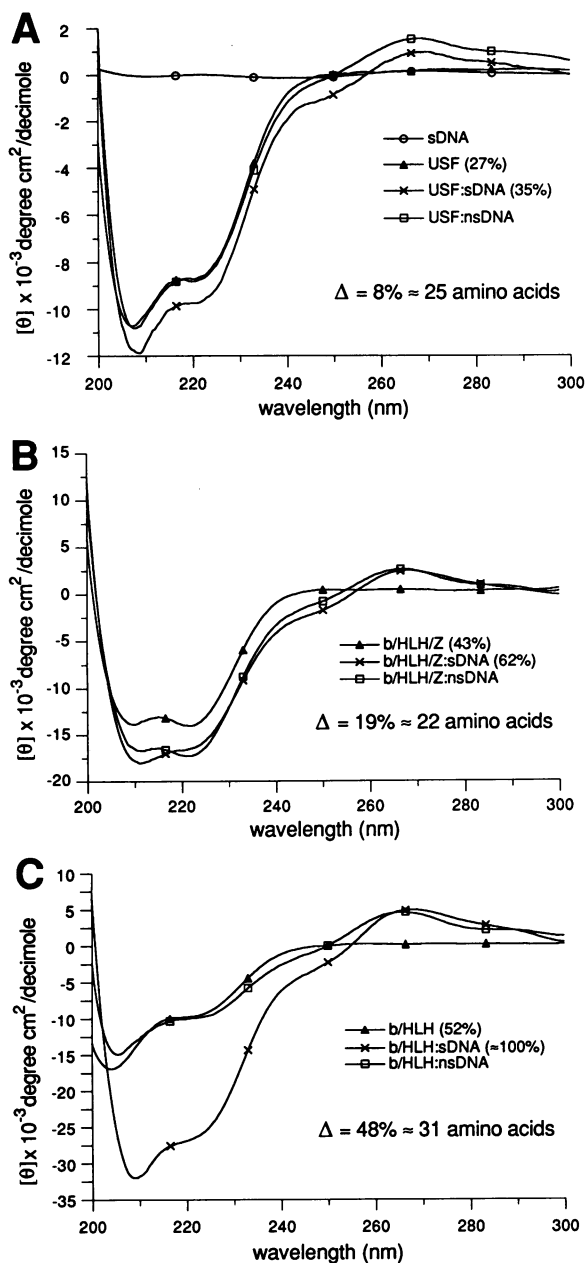 A
[θ] x 10⁻³degree cm²/decimole
2
0
-2
-4
-6
-8
-10
-12
sDNA
USF (27%)
USF:sDNA (35%)
USF:nsDNA
Δ = 8% ≈ 25 amino acids
200 220 240 260 280 300
wavelength (nm)
B
[θ] x 10⁻³degree cm²/decimole
15
10
5
0
-5
-10
-15
-20
b/HLH/Z (43%)
b/HLH/Z:sDNA (62%)
b/HLH/Z:nsDNA
Δ = 19% ≈ 22 amino acids
200 220 240 260 280 300
wavelength (nm)
C
[θ]x 10⁻³degree cm²/decimole
10
5
0
-5
-10
-15
-20
-25
-30
-35
b/HLH (52%)
b/HLH:sDNA (≈100%)
b/HLH:nsDNA
Δ = 48% ≈ 31 amino acids
200 220 240 260 280 300
wavelength (nm)